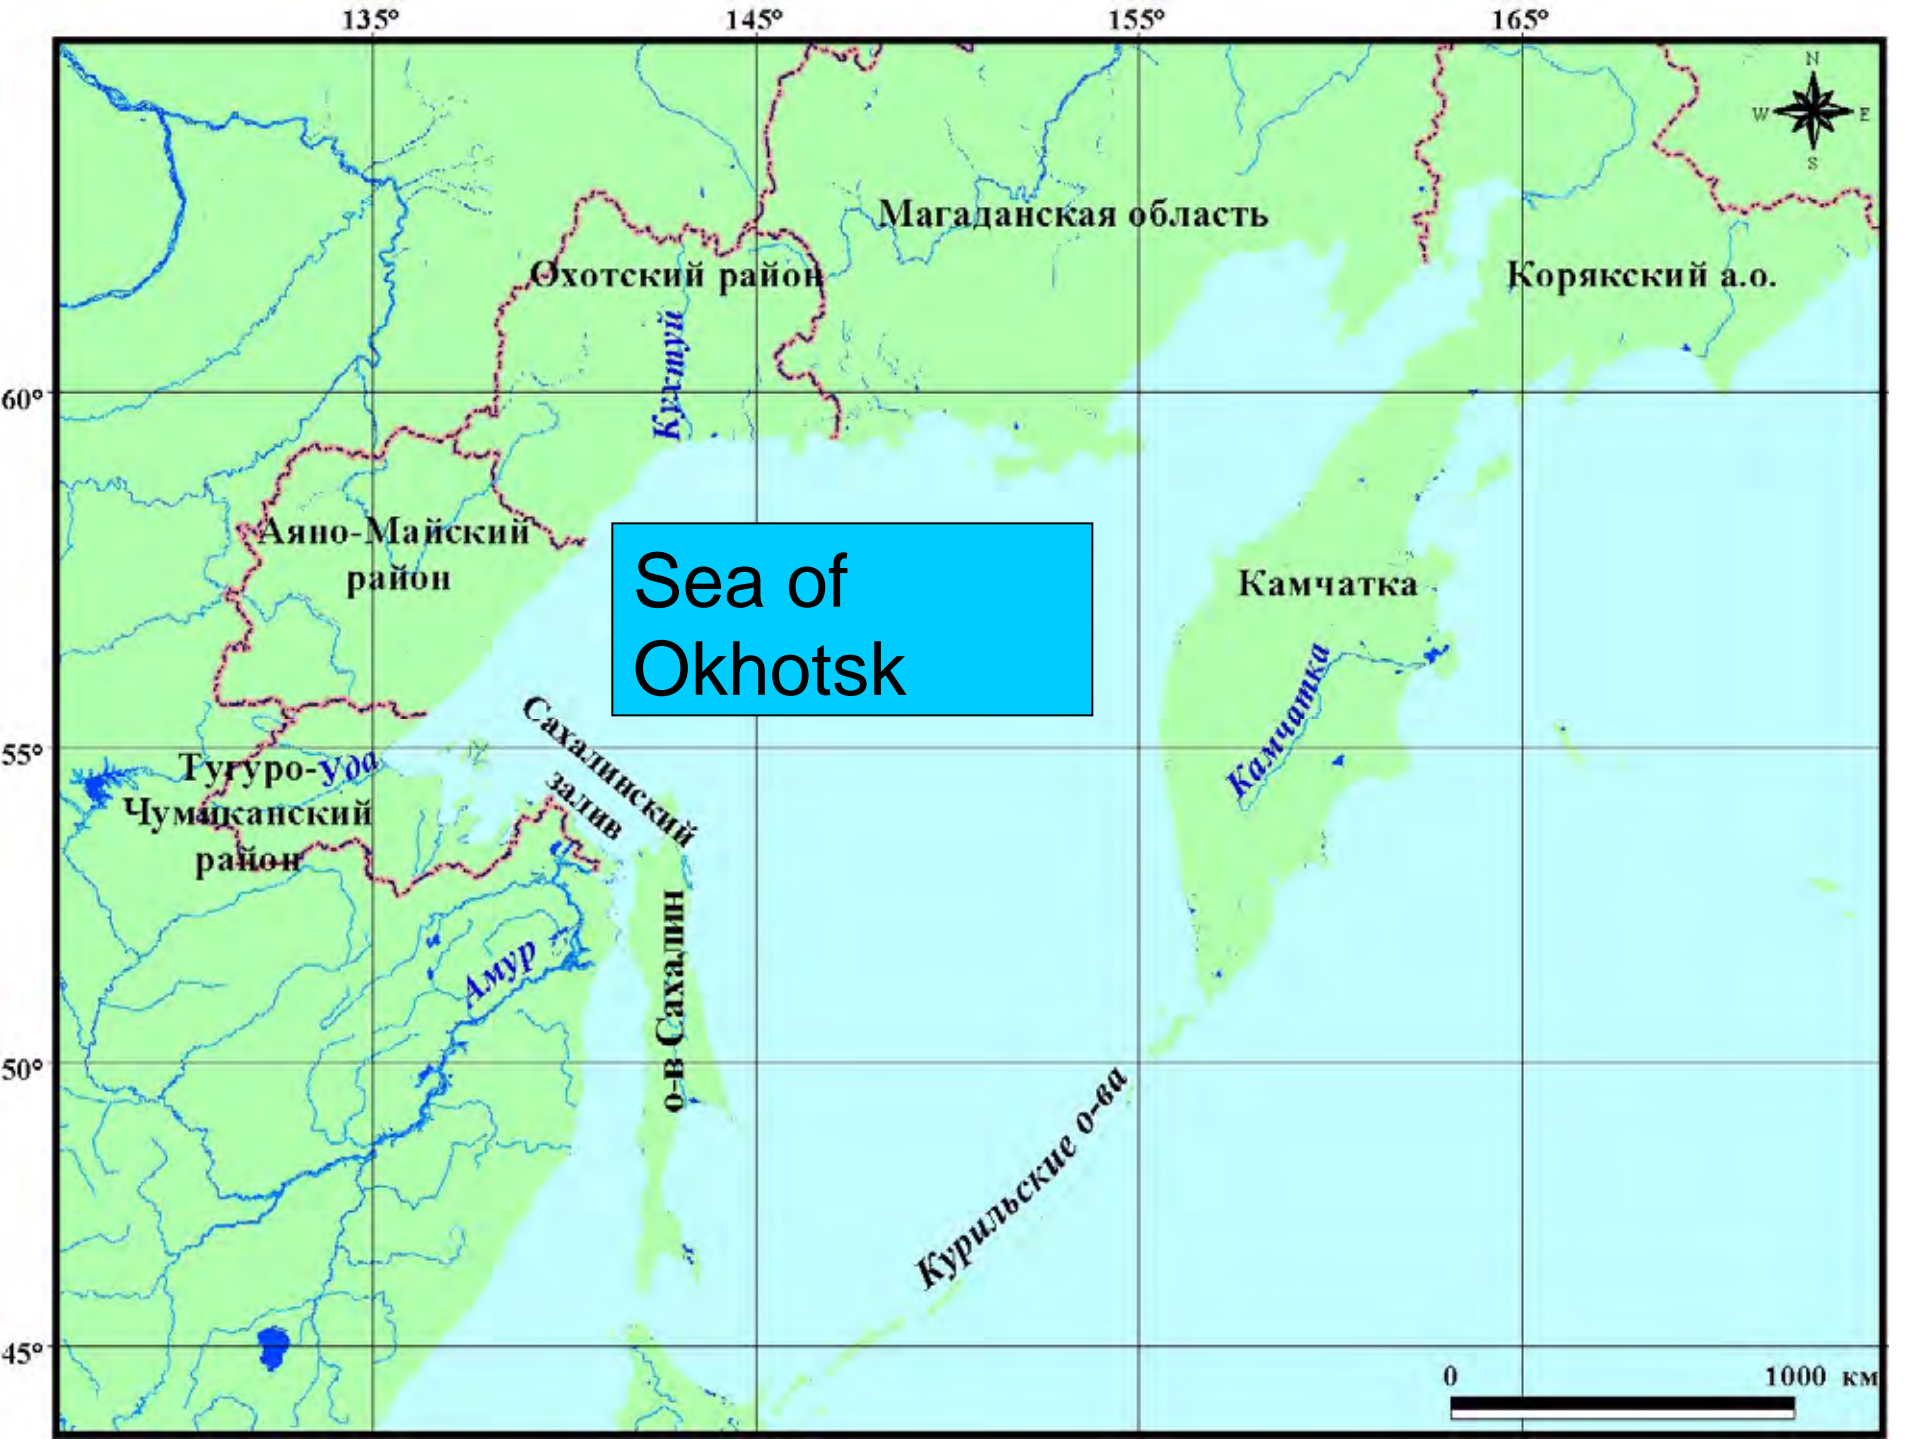 135° 145° 155° 165°
N
W E
S
Магаданская область
Охотский район
Корякский а.о.
Кухтуй
60°
Аяно-Майский
район
Sea of
Okhotsk
Камчатка
Камчатка
Сахалинский
залив
55°
Тугуро-
Уда
Чумиканский
район
Амур
о-в Сахалин
50°
Курильские о-ва
45°
0 1000 км